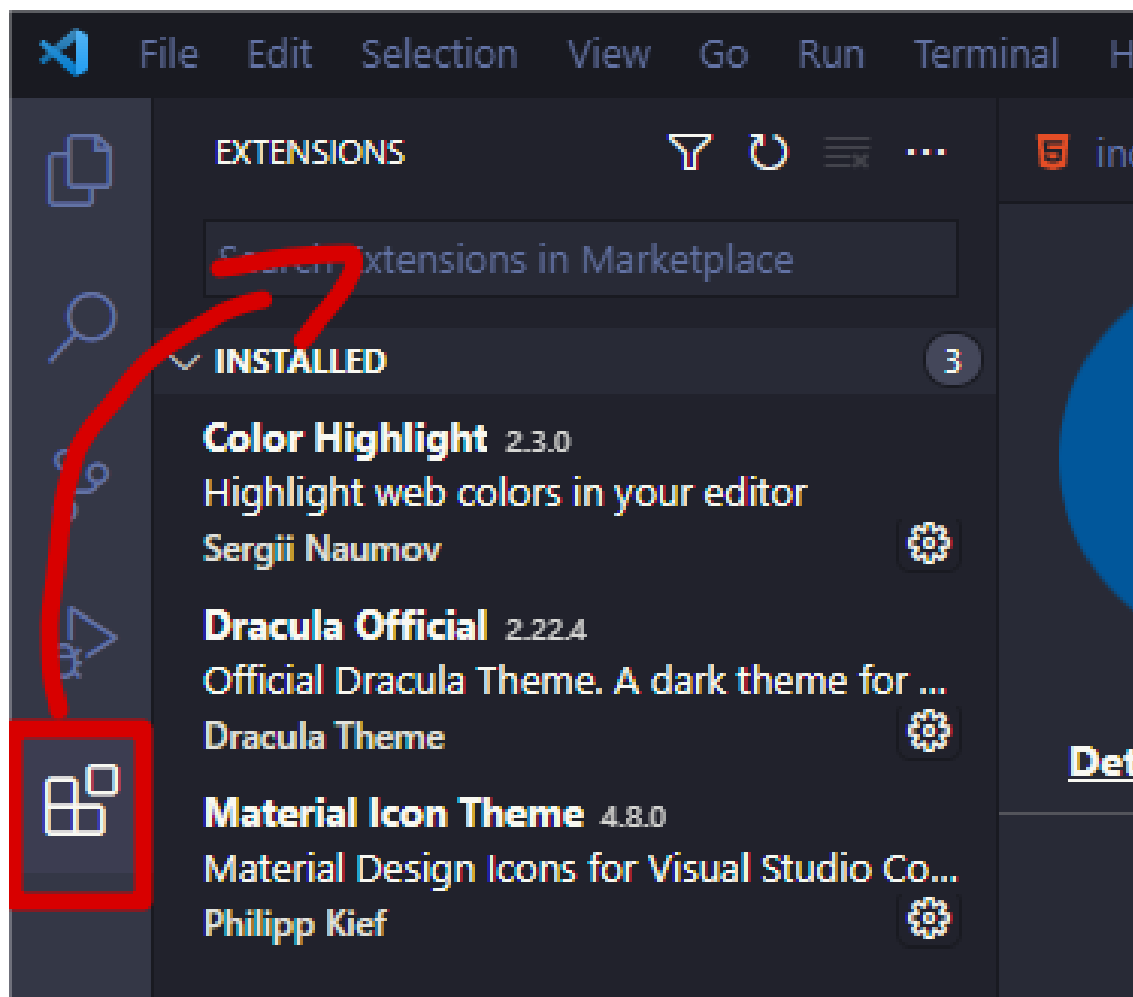 File Edit Selection View Go Run Terminal H
EXTENSIONS
Search Extensions in Marketplace
INSTALLED 3
Color Highlight 2.3.0
Highlight web colors in your editor
Sergii Naumov
Dracula Official 2.22.4
Official Dracula Theme. A dark theme for ...
Dracula Theme
Det
Material Icon Theme 4.8.0
Material Design Icons for Visual Studio Co...
Philipp Kief